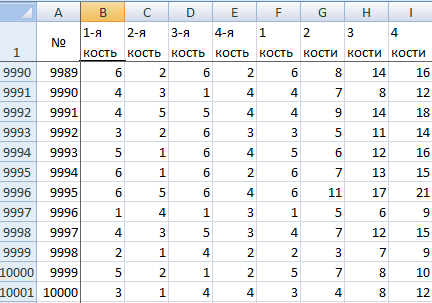 A B C D E F G H I
1 № 1-я кость 2-я кость 3-я кость 4-я кость 1 кость 2 кости 3 кости 4 кости
9990 9989 6 2 6 2 6 8 14 16
9991 9990 4 3 1 4 4 7 8 12
9992 9991 4 5 5 4 4 9 14 18
9993 9992 3 2 6 3 3 5 11 14
9994 9993 5 1 6 4 5 6 12 16
9995 9994 6 1 6 2 6 7 13 15
9996 9995 6 5 6 4 6 11 17 21
9997 9996 1 4 1 3 1 5 6 9
9998 9997 4 3 5 3 4 7 12 15
9999 9998 2 1 4 2 2 3 7 9
10000 9999 5 2 1 2 5 7 8 10
10001 10000 3 1 4 4 3 4 8 12